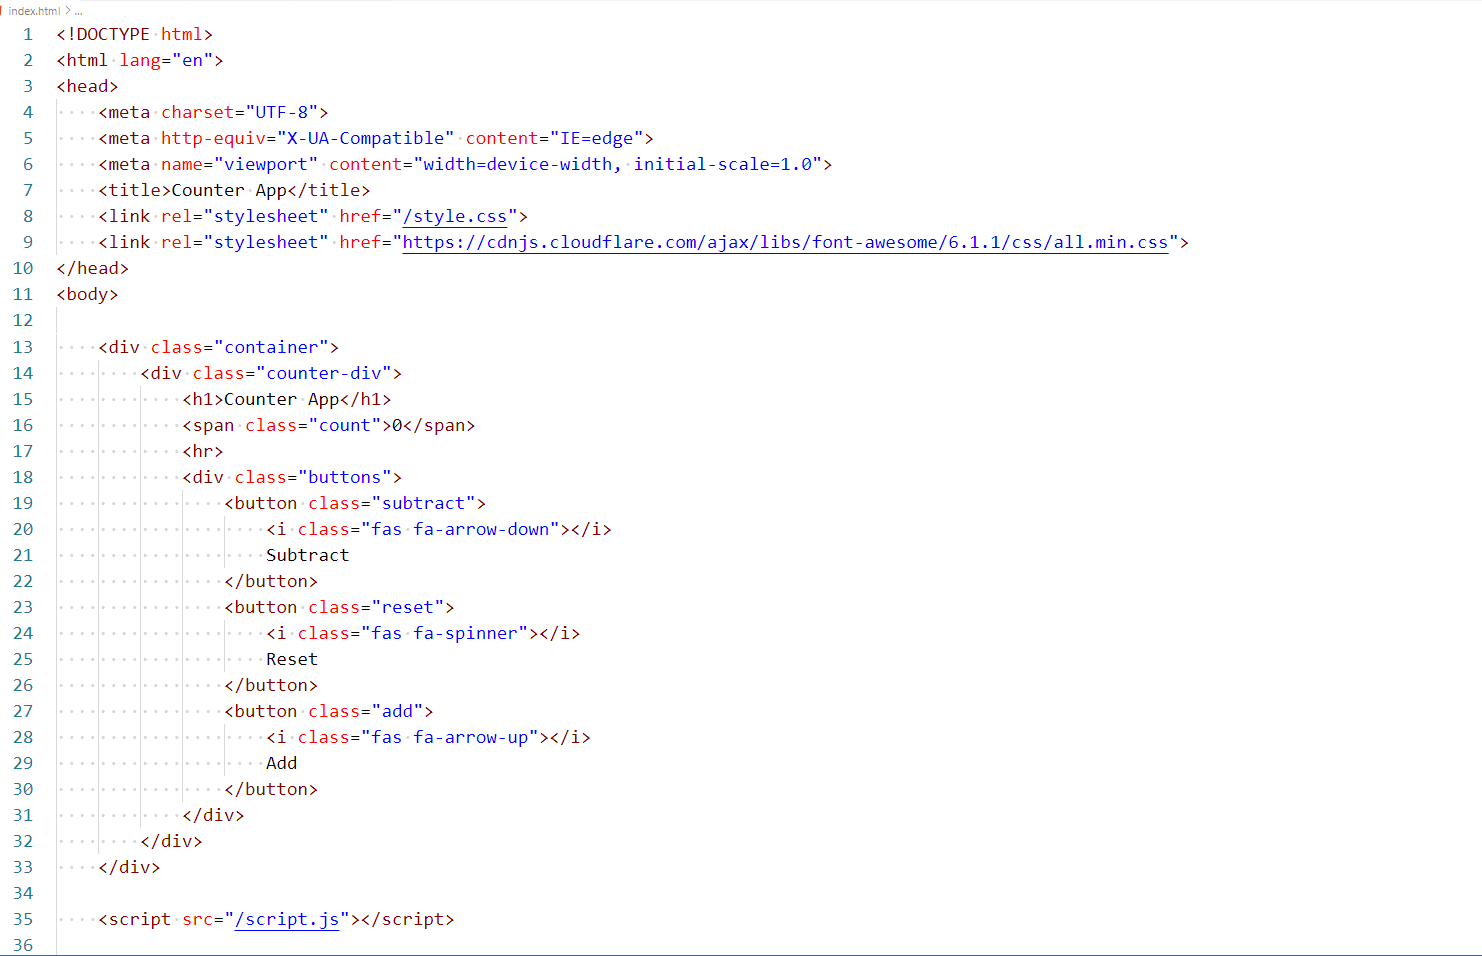 index.html > ...
1 <!DOCTYPE html>
2 <html lang="en">
3 <head>
4     <meta charset="UTF-8">
5     <meta http-equiv="X-UA-Compatible" content="IE=edge">
6     <meta name="viewport" content="width=device-width, initial-scale=1.0">
7     <title>Counter App</title>
8     <link rel="stylesheet" href="/style.css">
9     <link rel="stylesheet" href="https://cdnjs.cloudflare.com/ajax/libs/font-awesome/6.1.1/css/all.min.css">
10 </head>
11 <body>
12
13     <div class="container">
14         <div class="counter-div">
15             <h1>Counter App</h1>
16             <span class="count">0</span>
17             <hr>
18             <div class="buttons">
19                 <button class="subtract">
20                     <i class="fas fa-arrow-down"></i>
21                     Subtract
22                 </button>
23                 <button class="reset">
24                     <i class="fas fa-spinner"></i>
25                     Reset
26                 </button>
27                 <button class="add">
28                     <i class="fas fa-arrow-up"></i>
29                     Add
30                 </button>
31             </div>
32         </div>
33     </div>
34
35     <script src="/script.js"></script>
36